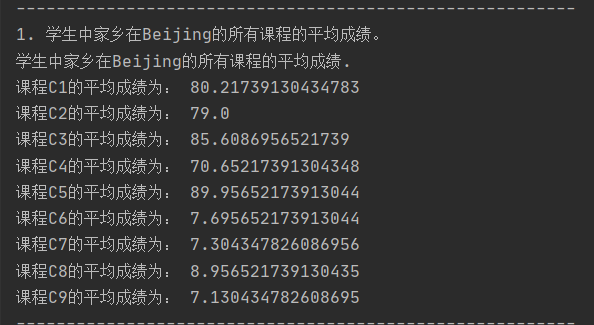 --------------------------------------------------------
1. 学生中家乡在Beijing的所有课程的平均成绩。
学生中家乡在Beijing的所有课程的平均成绩.
课程C1的平均成绩为： 80.21739130434783
课程C2的平均成绩为： 79.0
课程C3的平均成绩为： 85.6086956521739
课程C4的平均成绩为： 70.65217391304348
课程C5的平均成绩为： 89.95652173913044
课程C6的平均成绩为： 7.695652173913044
课程C7的平均成绩为： 7.304347826086956
课程C8的平均成绩为： 8.956521739130435
课程C9的平均成绩为： 7.130434782608695
--------------------------------------------------------